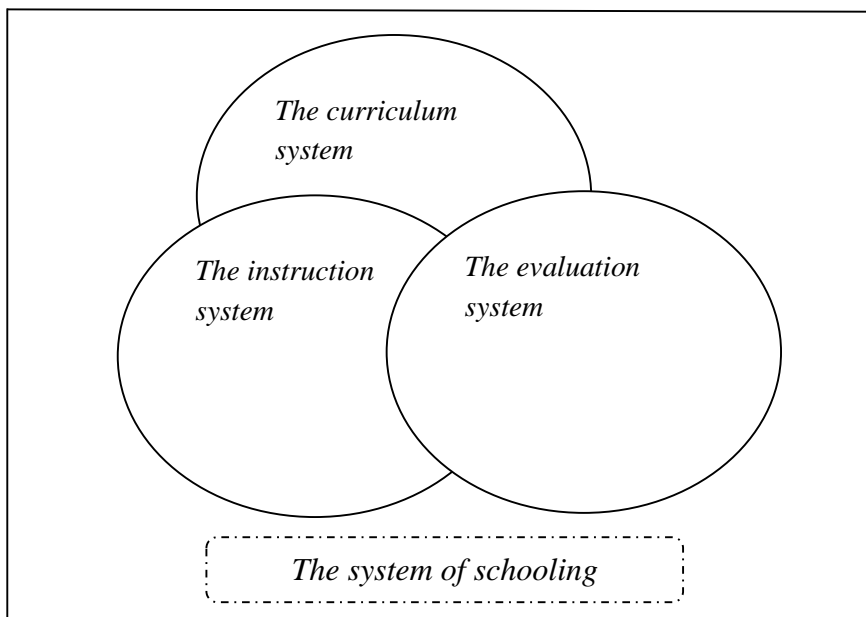 The curriculum
system
The instruction
system
The evaluation
system
The system of schooling